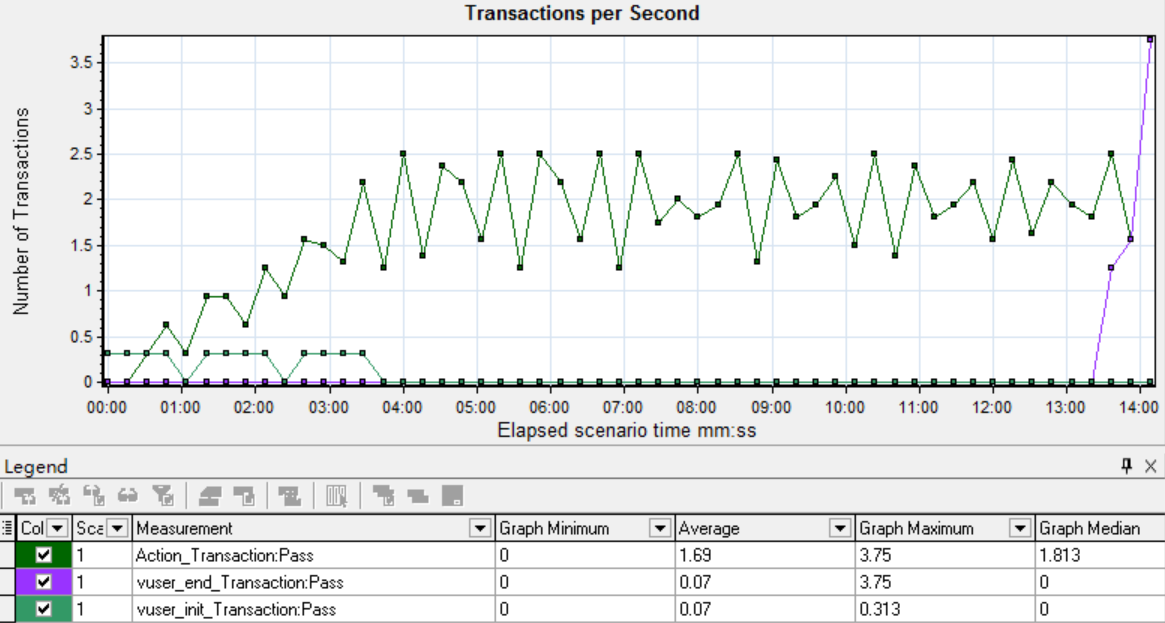 Transactions per Second
Number of Transactions
3.5
3
2.5
2
1.5
1
0.5
0
00:00 01:00 02:00 03:00 04:00 05:00 06:00 07:00 08:00 09:00 10:00 11:00 12:00 13:00 14:00
Elapsed scenario time mm:ss
Legend
Col Sca Measurement Graph Minimum Average Graph Maximum Graph Median
1 Action_Transaction:Pass 0 1.69 3.75 1.813
1 vuser_end_Transaction:Pass 0 0.07 3.75 0
1 vuser_init_Transaction:Pass 0 0.07 0.313 0